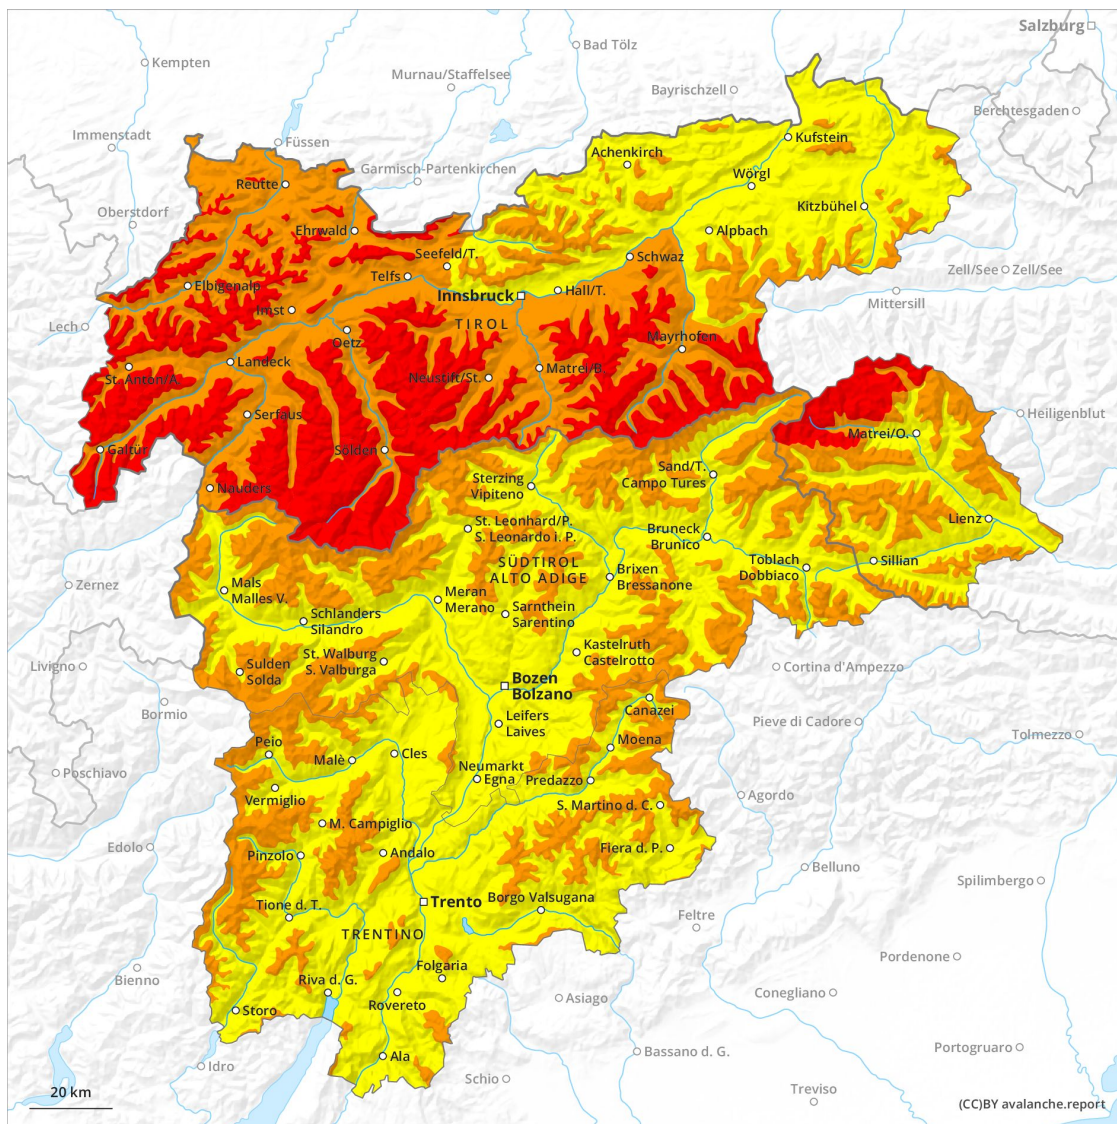 Salzburg
Kempten
Bad Tölz
Murnau/Staffelsee
Bayrischzell
Berchtesgaden
Immenstadt
Füssen
Kufstein
Achenkirch
Garmisch-Partenkirchen
Wörgl
Reutte
Oberstdorf
Kitzbühel
Ehrwald
Alpbach
Seefeld/T.
Schwaz
Telfs
Zell/See
Zell/See
Elbigenalp
Hall/T.
Innsbruck
Mittersill
Imst
TIROL
Lech
Mayrhofen
Oetz
Landeck
Matrei/B.
St. Anton/A.
Neustift/St.
Serfaus
Heiligenblut
Matrei/O.
Galtür
Sölden
Sand/T.
Campo Tures
Sterzing
Vipiteno
Nauders
St. Leonhard/P.
S. Leonardo i. P.
Bruneck
Brunico
Lienz
SÜDTIROL
ALTO ADIGE
Toblach
Dobbiaco
Sillian
Brixen
Bressanone
Zernez
Mals
Malles V.
Meran
Merano
Sarnthein
Sarentino
Schlanders
Silandro
Kastelruth
Castelrotto
St. Walburg
S. Valburga
Livigno
Sulden
Solda
Cortina d'Ampezzo
Bozen
Bolzano
Bormio
Canazei
Leifers
Laives
Pieve di Cadore
Tolmezzo
Peio
Moena
Cles
Malè
Neumarkt
Egna
Predazzo
Poschiavo
Vermiglio
Agordo
S. Martino d. C.
M. Campiglio
Edolo
Fiera d. P.
Pinzolo
Andalo
Belluno
Spilimbergo
Borgo Valsugana
Trento
Tione d. T.
Feltre
TRENTINO
Pordenone
Folgaria
Bienno
Riva d. G.
Rovereto
Conegliano
Asiago
Storo
Portogruaro
Bassano d. G.
Ala
Idro
Schio
Treviso
20 km
(CC)BY avalanche.report